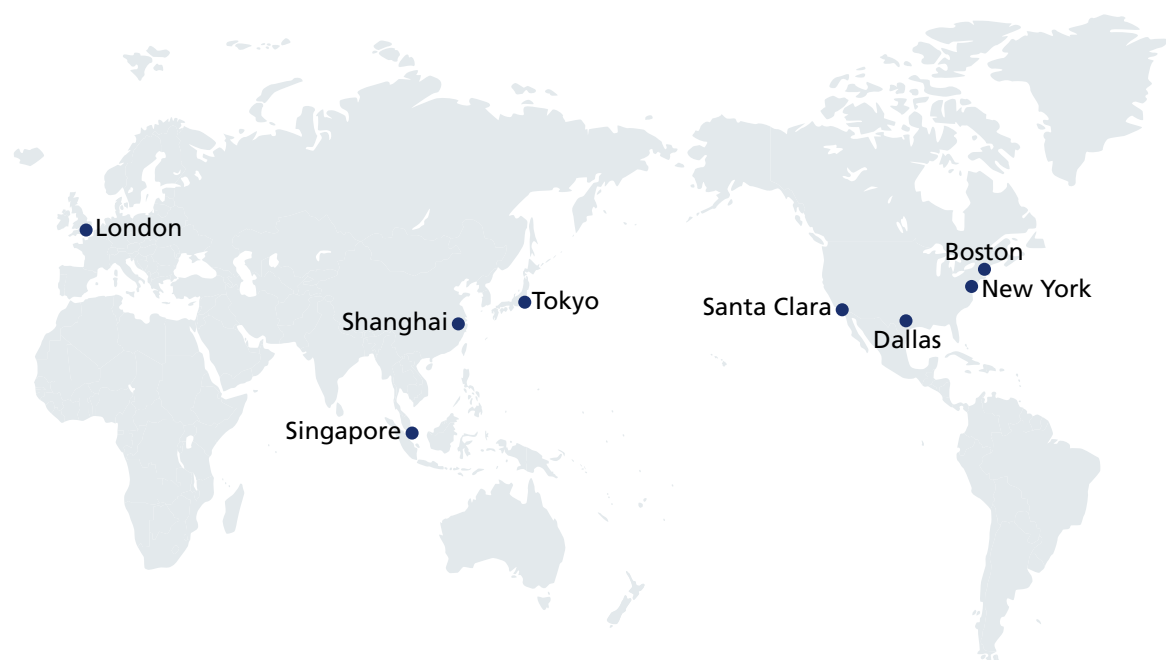 London
Boston
New York
Tokyo
Santa Clara
Shanghai
Dallas
Singapore